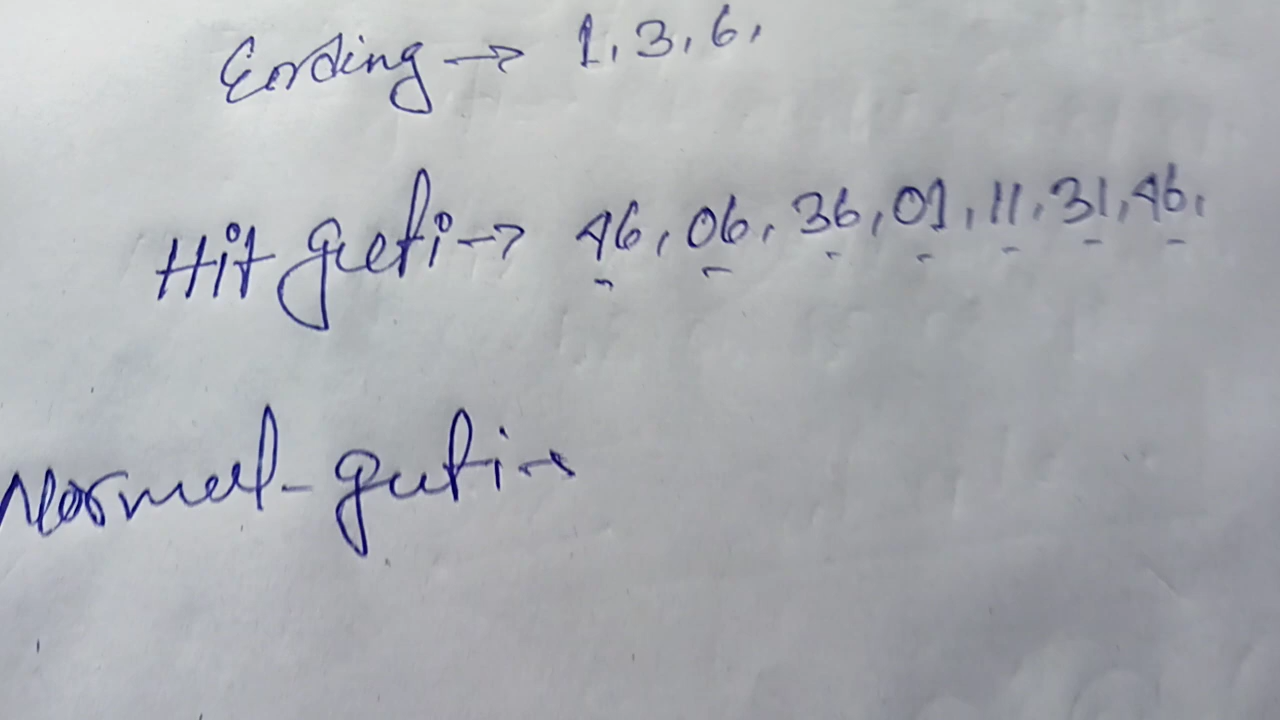 Ending → 1, 3, 6,
Hit guti → 46, 06, 36, 01, 11, 31, 46,
Normal - guti →